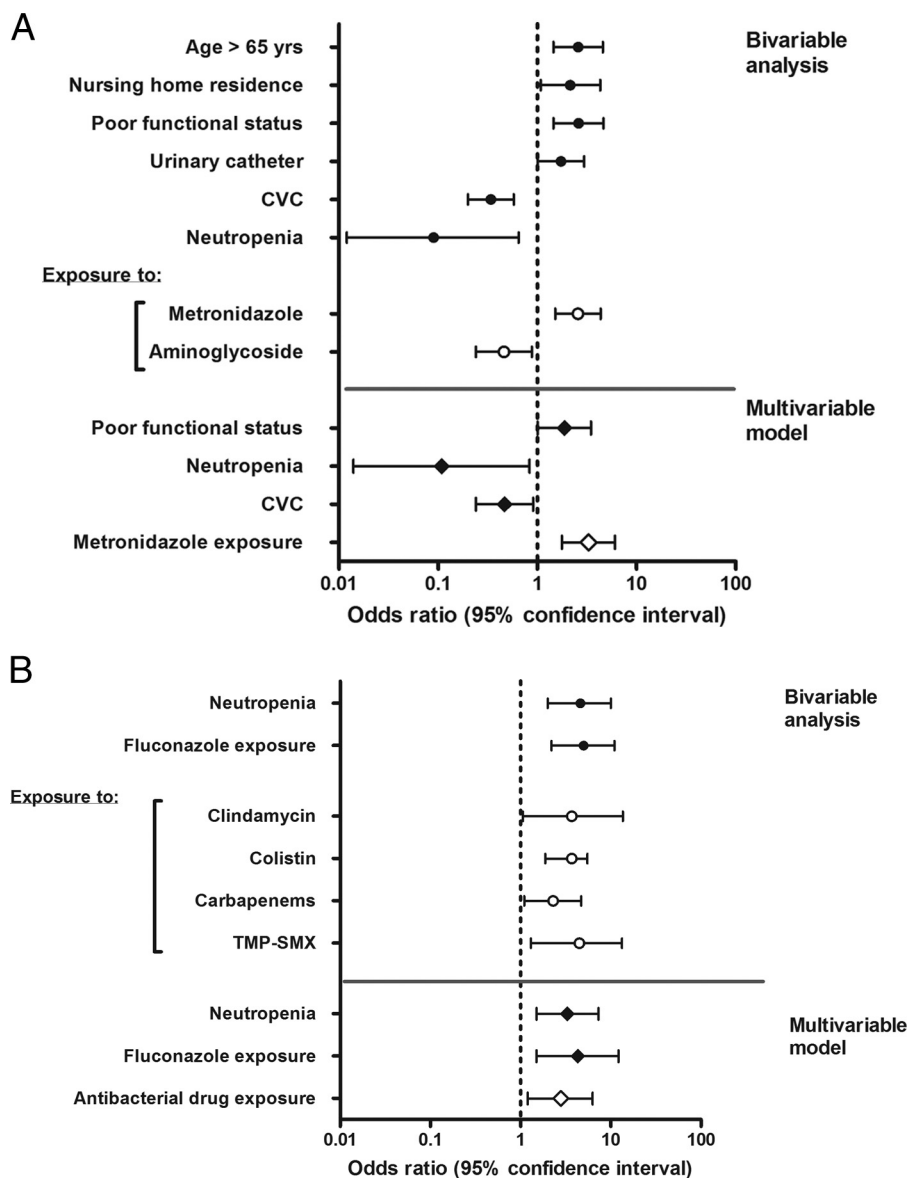 A
Bivariable
analysis
Age > 65 yrs
Nursing home residence
Poor functional status
Urinary catheter
CVC
Neutropenia
Exposure to:
Metronidazole
Aminoglycoside
Multivariable
model
Poor functional status
Neutropenia
CVC
Metronidazole exposure
0.01 0.1 1 10 100
Odds ratio (95% confidence interval)
B
Bivariable
analysis
Neutropenia
Fluconazole exposure
Exposure to:
Clindamycin
Colistin
Carbapenems
TMP-SMX
Multivariable
model
Neutropenia
Fluconazole exposure
Antibacterial drug exposure
0.01 0.1 1 10 100
Odds ratio (95% confidence interval)